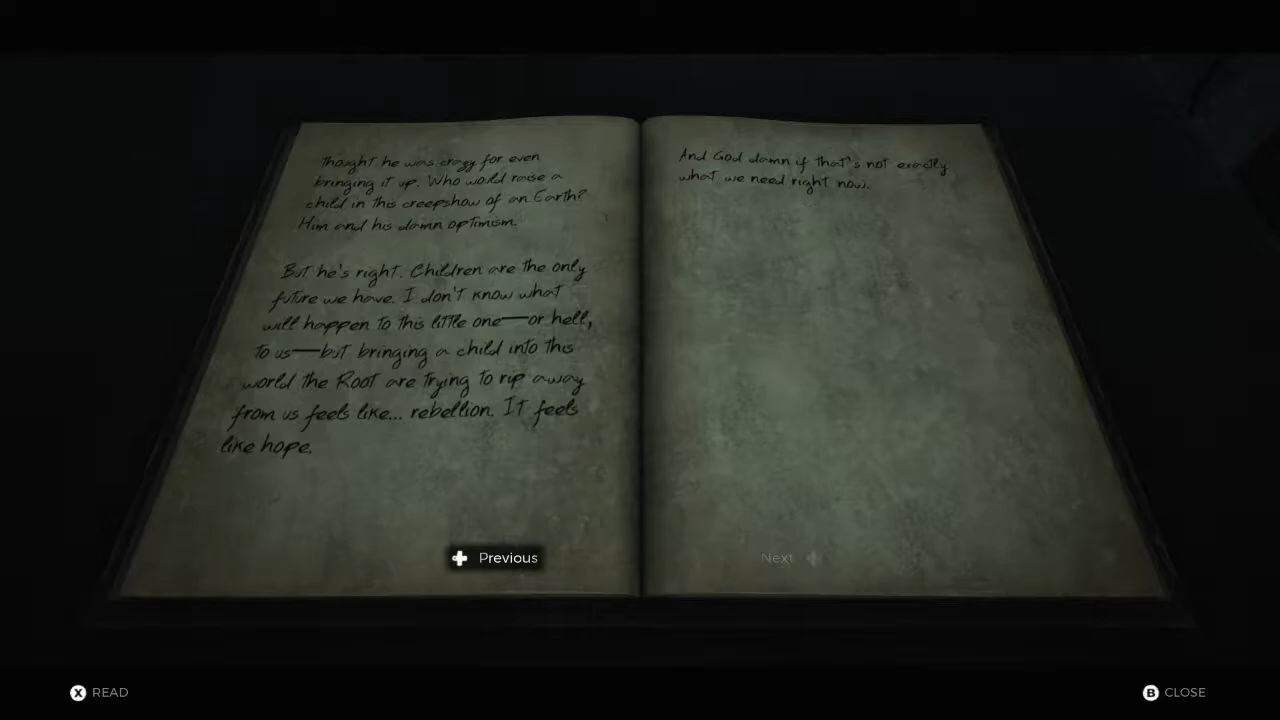 thought he was crazy for even
bringing it up. Who would raise a
child in this creepshow of an Earth?
Him and his damn optimism.
But he's right. Children are the only
future we have. I don't know what
will happen to this little one—or hell,
to us—but bringing a child into this
world the Root are trying to rip away
from us feels like... rebellion. It feels
like hope.
And God damn if that's not exactly
what we need right now.
Previous
Next
X READ
B CLOSE